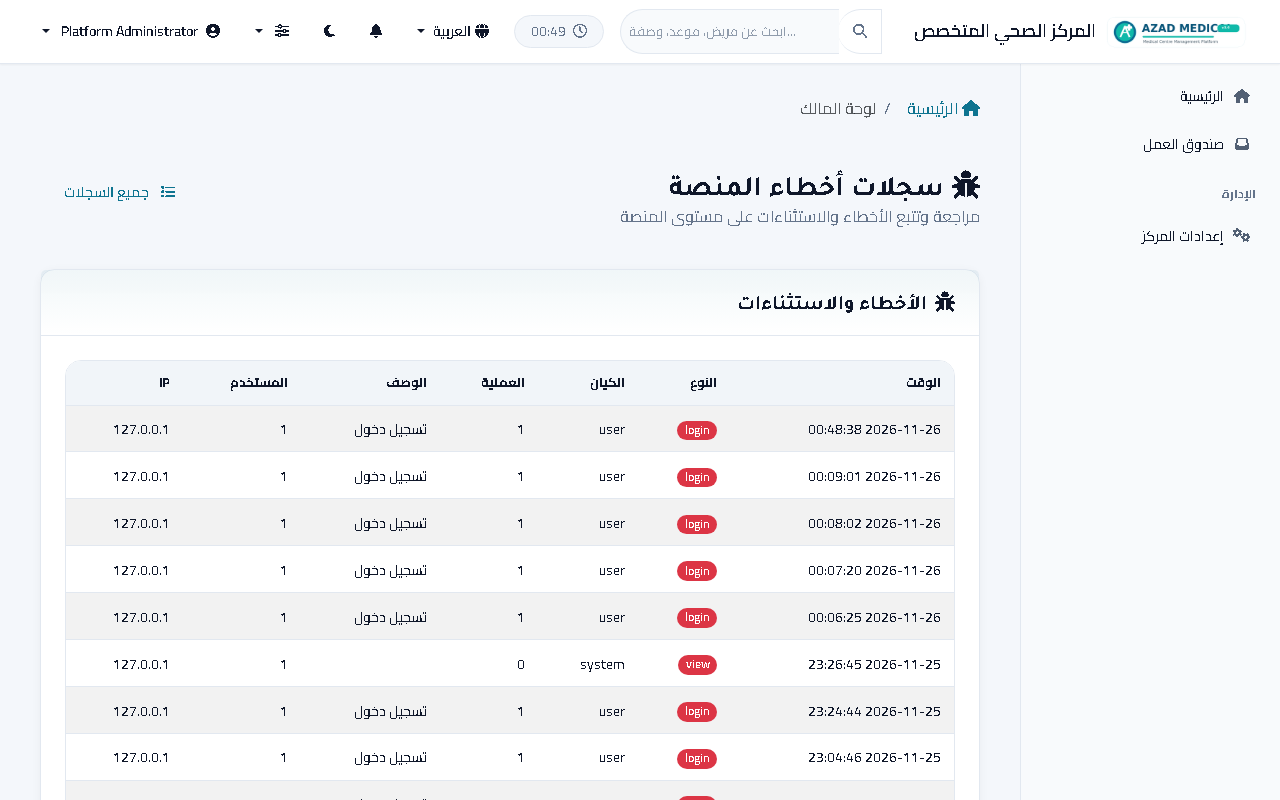 AZAD MEDIC
Medical Centre Management Platform
المركز الصحي المتخصص
ابحث عن مريض، موعد، وصفة...
00:49
العربية
Platform Administrator
الرئيسية
صندوق العمل
الإدارة
إعدادات المركز
الرئيسية / لوحة المالك
سجلات أخطاء المنصة
مراجعة وتتبع الأخطاء والاستثناءات على مستوى المنصة
جميع السجلات
الأخطاء والاستثناءات
الوقت النوع الكيان العملية الوصف المستخدم IP
2026-11-26 00:48:38 login user 1 تسجيل دخول 1 127.0.0.1
2026-11-26 00:09:01 login user 1 تسجيل دخول 1 127.0.0.1
2026-11-26 00:08:02 login user 1 تسجيل دخول 1 127.0.0.1
2026-11-26 00:07:20 login user 1 تسجيل دخول 1 127.0.0.1
2026-11-26 00:06:25 login user 1 تسجيل دخول 1 127.0.0.1
2026-11-25 23:26:45 view system 0 1 127.0.0.1
2026-11-25 23:24:44 login user 1 تسجيل دخول 1 127.0.0.1
2026-11-25 23:04:46 login user 1 تسجيل دخول 1 127.0.0.1